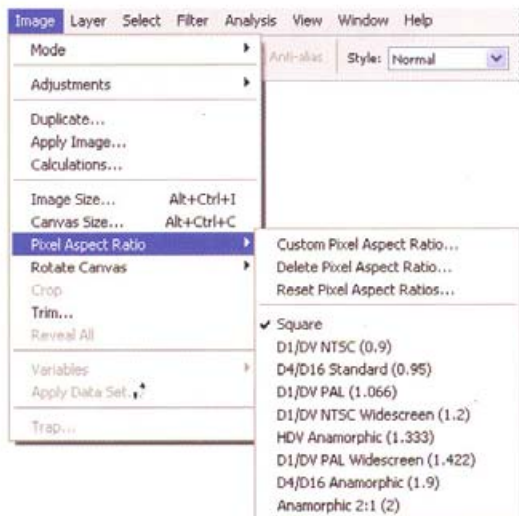 Image Layer Select Filter Analysis View Window Help
Mode
Anti-alias Style: Normal
Adjustments
Duplicate...
Apply Image...
Calculations...
Image Size... Alt+Ctrl+I
Canvas Size... Alt+Ctrl+C
Pixel Aspect Ratio
Rotate Canvas
Crop
Trim...
Reveal All
Variables
Apply Data Set...
Trap...
Custom Pixel Aspect Ratio...
Delete Pixel Aspect Ratio...
Reset Pixel Aspect Ratios...
Square
D1/DV NTSC (0.9)
D4/D16 Standard (0.95)
D1/DV PAL (1.066)
D1/DV NTSC Widescreen (1.2)
HDV Anamorphic (1.333)
D1/DV PAL Widescreen (1.422)
D4/D16 Anamorphic (1.9)
Anamorphic 2:1 (2)